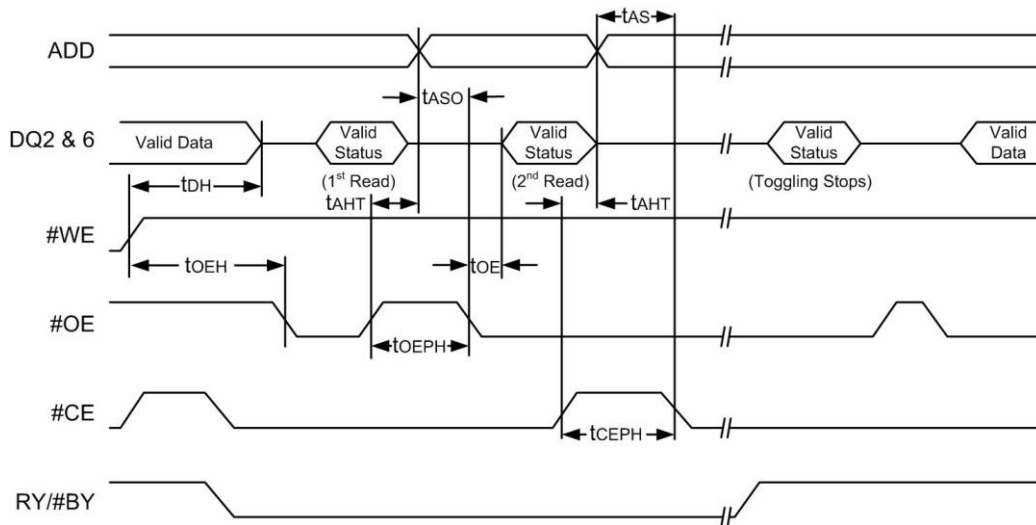 tAS
ADD
tASO
DQ2 & 6
Valid Data
Valid
Status
Valid
Status
Valid
Status
Valid
Data
(1st Read)
(2nd Read)
(Toggling Stops)
tDH
tAHT
tAHT
#WE
tOEH
tOE
#OE
tOEPH
#CE
tCEPH
RY/#BY